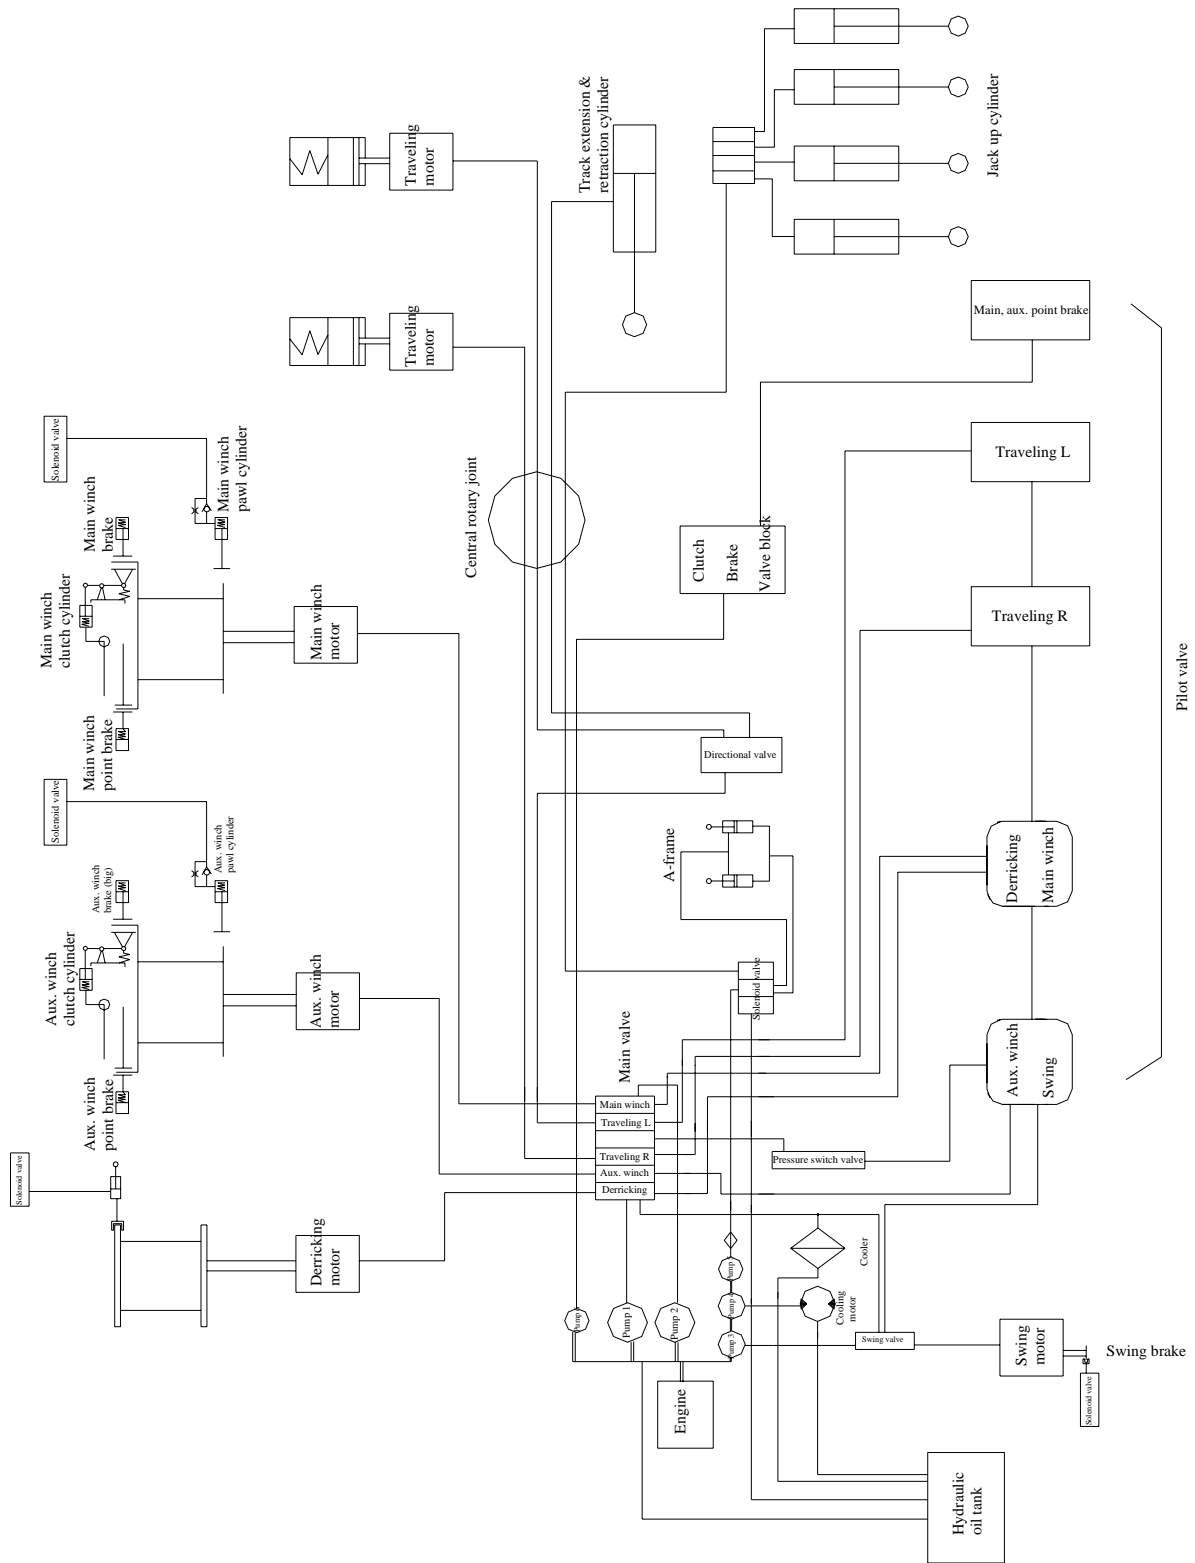 Track extension &
retraction cylinder
Jack up cylinder
Traveling
motor
Traveling
motor
Main, aux. point brake
Solenoid valve
Main winch
pawl cylinder
Main winch
brake
Main winch
clutch cylinder
Main winch
point brake
Main winch
motor
Central rotary joint
Traveling L
Clutch
Brake
Valve block
Traveling R
Pilot valve
Directional valve
Solenoid valve
Aux. winch
pawl cylinder
Aux. winch
brake (big)
Aux. winch
clutch cylinder
Aux. winch
point brake
Aux. winch
motor
A-frame
Derricking
Main winch
Solenoid valve
Aux. winch
Swing
Main valve
Main winch
Traveling L
Traveling R
Aux. winch
Derricking
Pressure switch valve
Solenoid valve
Derricking
motor
Cooler
Cooling
motor
Pump
Pump 1
Pump 2
Pump
Pump 4
Pump 3
Swing valve
Swing
motor
Swing brake
Solenoid valve
Engine
Hydraulic
oil tank